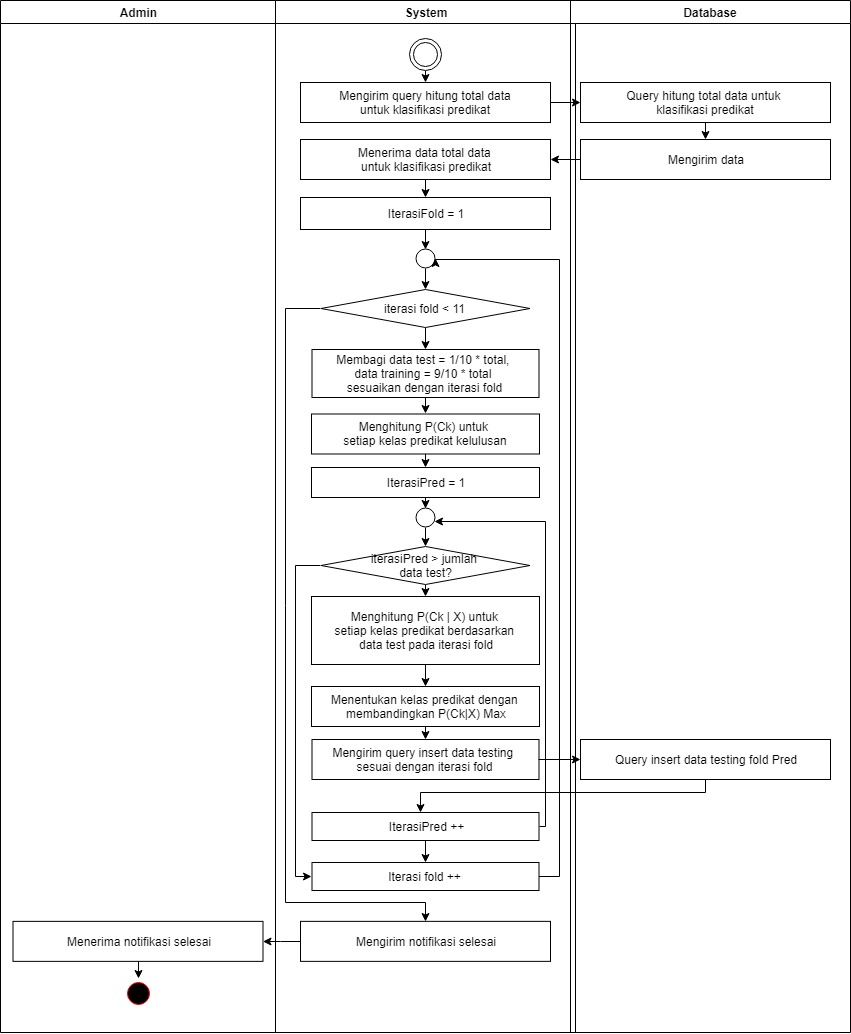 Admin
System
Database
Mengirim query hitung total data
untuk klasifikasi predikat
Query hitung total data untuk
klasifikasi predikat
Menerima data total data
untuk klasifikasi predikat
Mengirim data
IterasiFold = 1
iterasi fold < 11
Membagi data test = 1/10 * total,
data training = 9/10 * total
sesuaikan dengan iterasi fold
Menghitung P(Ck) untuk
setiap kelas predikat kelulusan
IterasiPred = 1
iterasiPred > jumlah
data test?
Menghitung P(Ck | X) untuk
setiap kelas predikat berdasarkan
data test pada iterasi fold
Menentukan kelas predikat dengan
membandingkan P(Ck|X) Max
Mengirim query insert data testing
sesuai dengan iterasi fold
Query insert data testing fold Pred
IterasiPred ++
Iterasi fold ++
Menerima notifikasi selesai
Mengirim notifikasi selesai